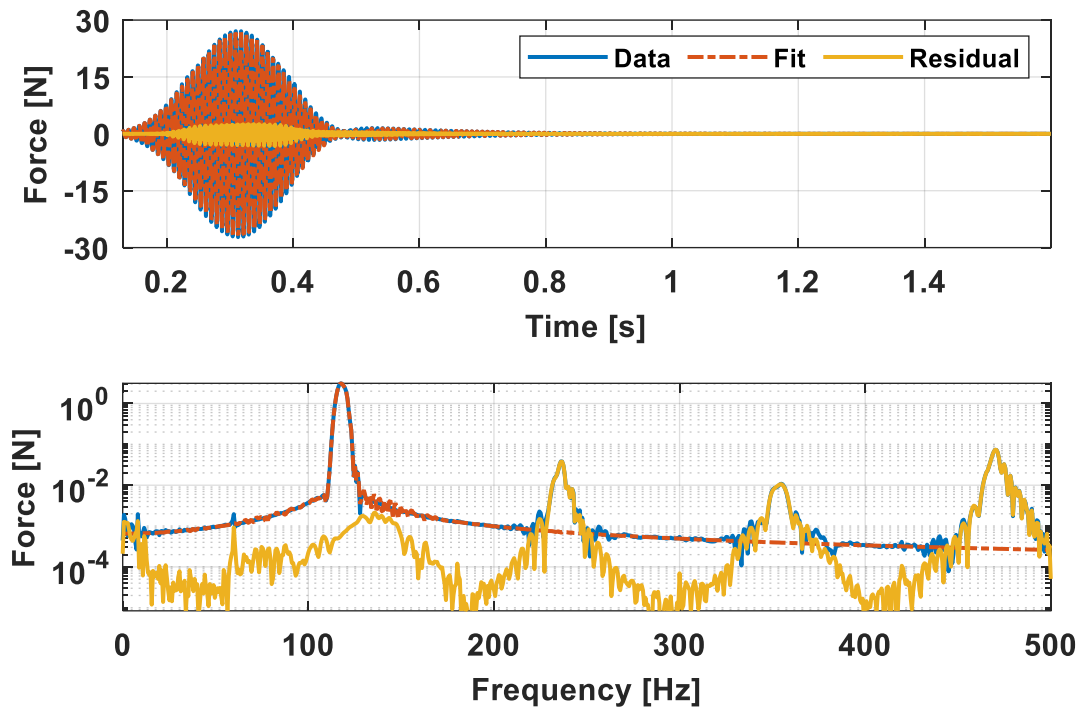 Force [N]
30
15
0
-15
-30
Data Fit Residual
0.2 0.4 0.6 0.8 1 1.2 1.4
Time [s]
Force [N]
10^0
10^-2
10^-4
0 100 200 300 400 500
Frequency [Hz]